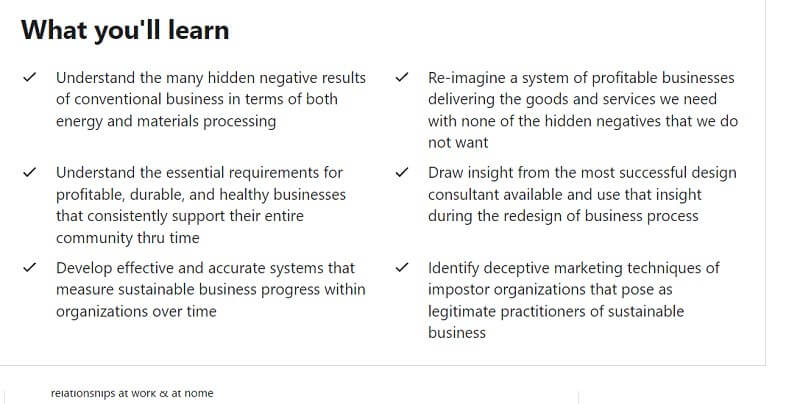 What you'll learn
Understand the many hidden negative results
of conventional business in terms of both
energy and materials processing
Re-imagine a system of profitable businesses
delivering the goods and services we need
with none of the hidden negatives that we do
not want
Understand the essential requirements for
profitable, durable, and healthy businesses
that consistently support their entire
community thru time
Draw insight from the most successful design
consultant available and use that insight
during the redesign of business process
Develop effective and accurate systems that
measure sustainable business progress within
organizations over time
Identify deceptive marketing techniques of
impostor organizations that pose as
legitimate practitioners of sustainable
business
relationships at work & at home